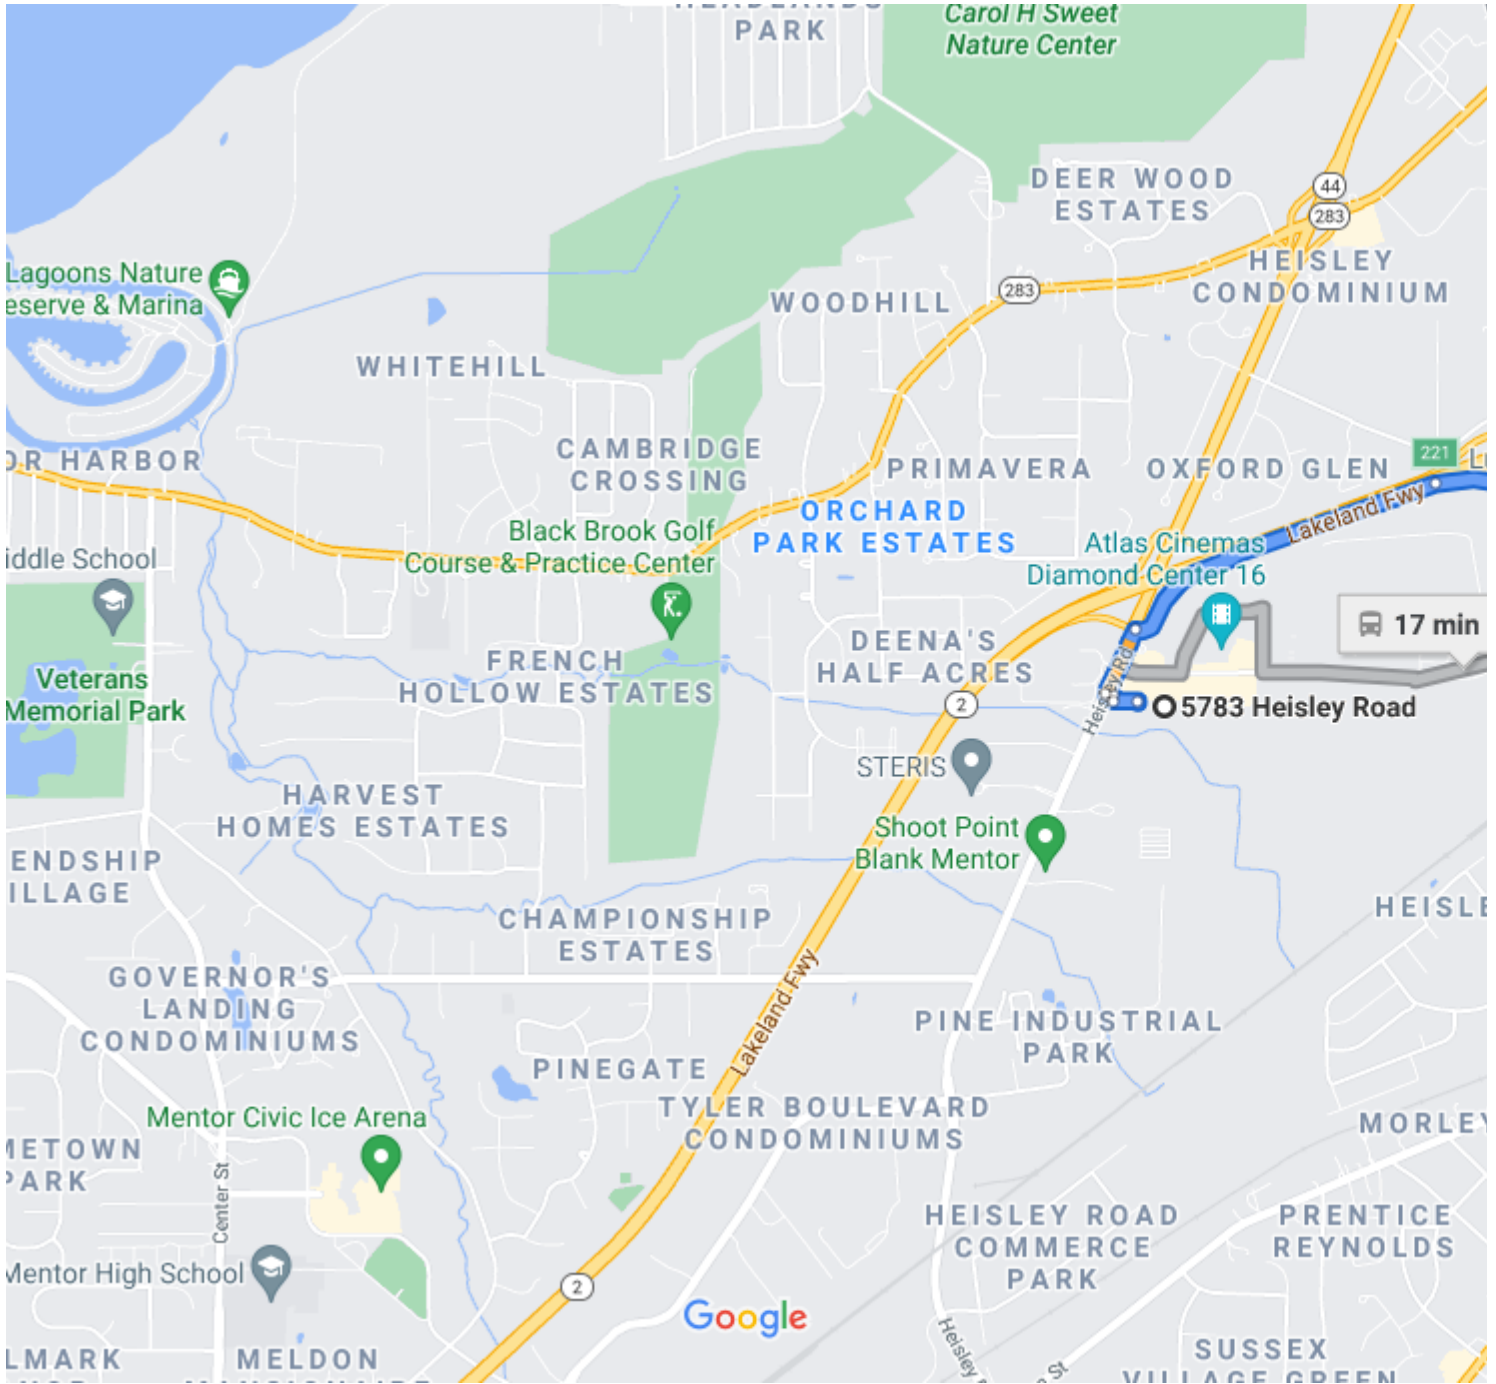 PARK
Carol H Sweet
Nature Center
DEER WOOD
ESTATES
44
283
HEISLEY
CONDOMINIUM
Lagoons Nature
eserve & Marina
WOODHILL
283
WHITEHILL
OR HARBOR
CAMBRIDGE
CROSSING
PRIMAVERA
OXFORD GLEN
221
Lakeland Fwy
ORCHARD
PARK ESTATES
Black Brook Golf
Course & Practice Center
Atlas Cinemas
Diamond Center 16
iddle School
17 min
DEENA'S
HALF ACRES
FRENCH
HOLLOW ESTATES
Veterans
Memorial Park
Heisley Rd
2
5783 Heisley Road
STERIS
HARVEST
HOMES ESTATES
Shoot Point
Blank Mentor
ENDSHIP
ILLAGE
HEISLE
CHAMPIONSHIP
ESTATES
GOVERNOR'S
LANDING
CONDOMINIUMS
Lakeland Fwy
PINE INDUSTRIAL
PARK
PINEGATE
TYLER BOULEVARD
CONDOMINIUMS
Mentor Civic Ice Arena
METOWN
PARK
MORLEY
Center St
HEISLEY ROAD
COMMERCE
PARK
PRENTICE
REYNOLDS
Mentor High School
2
Google
Heisley
LMARK
MELDON
SUSSEX
VILLAGE GREEN
St